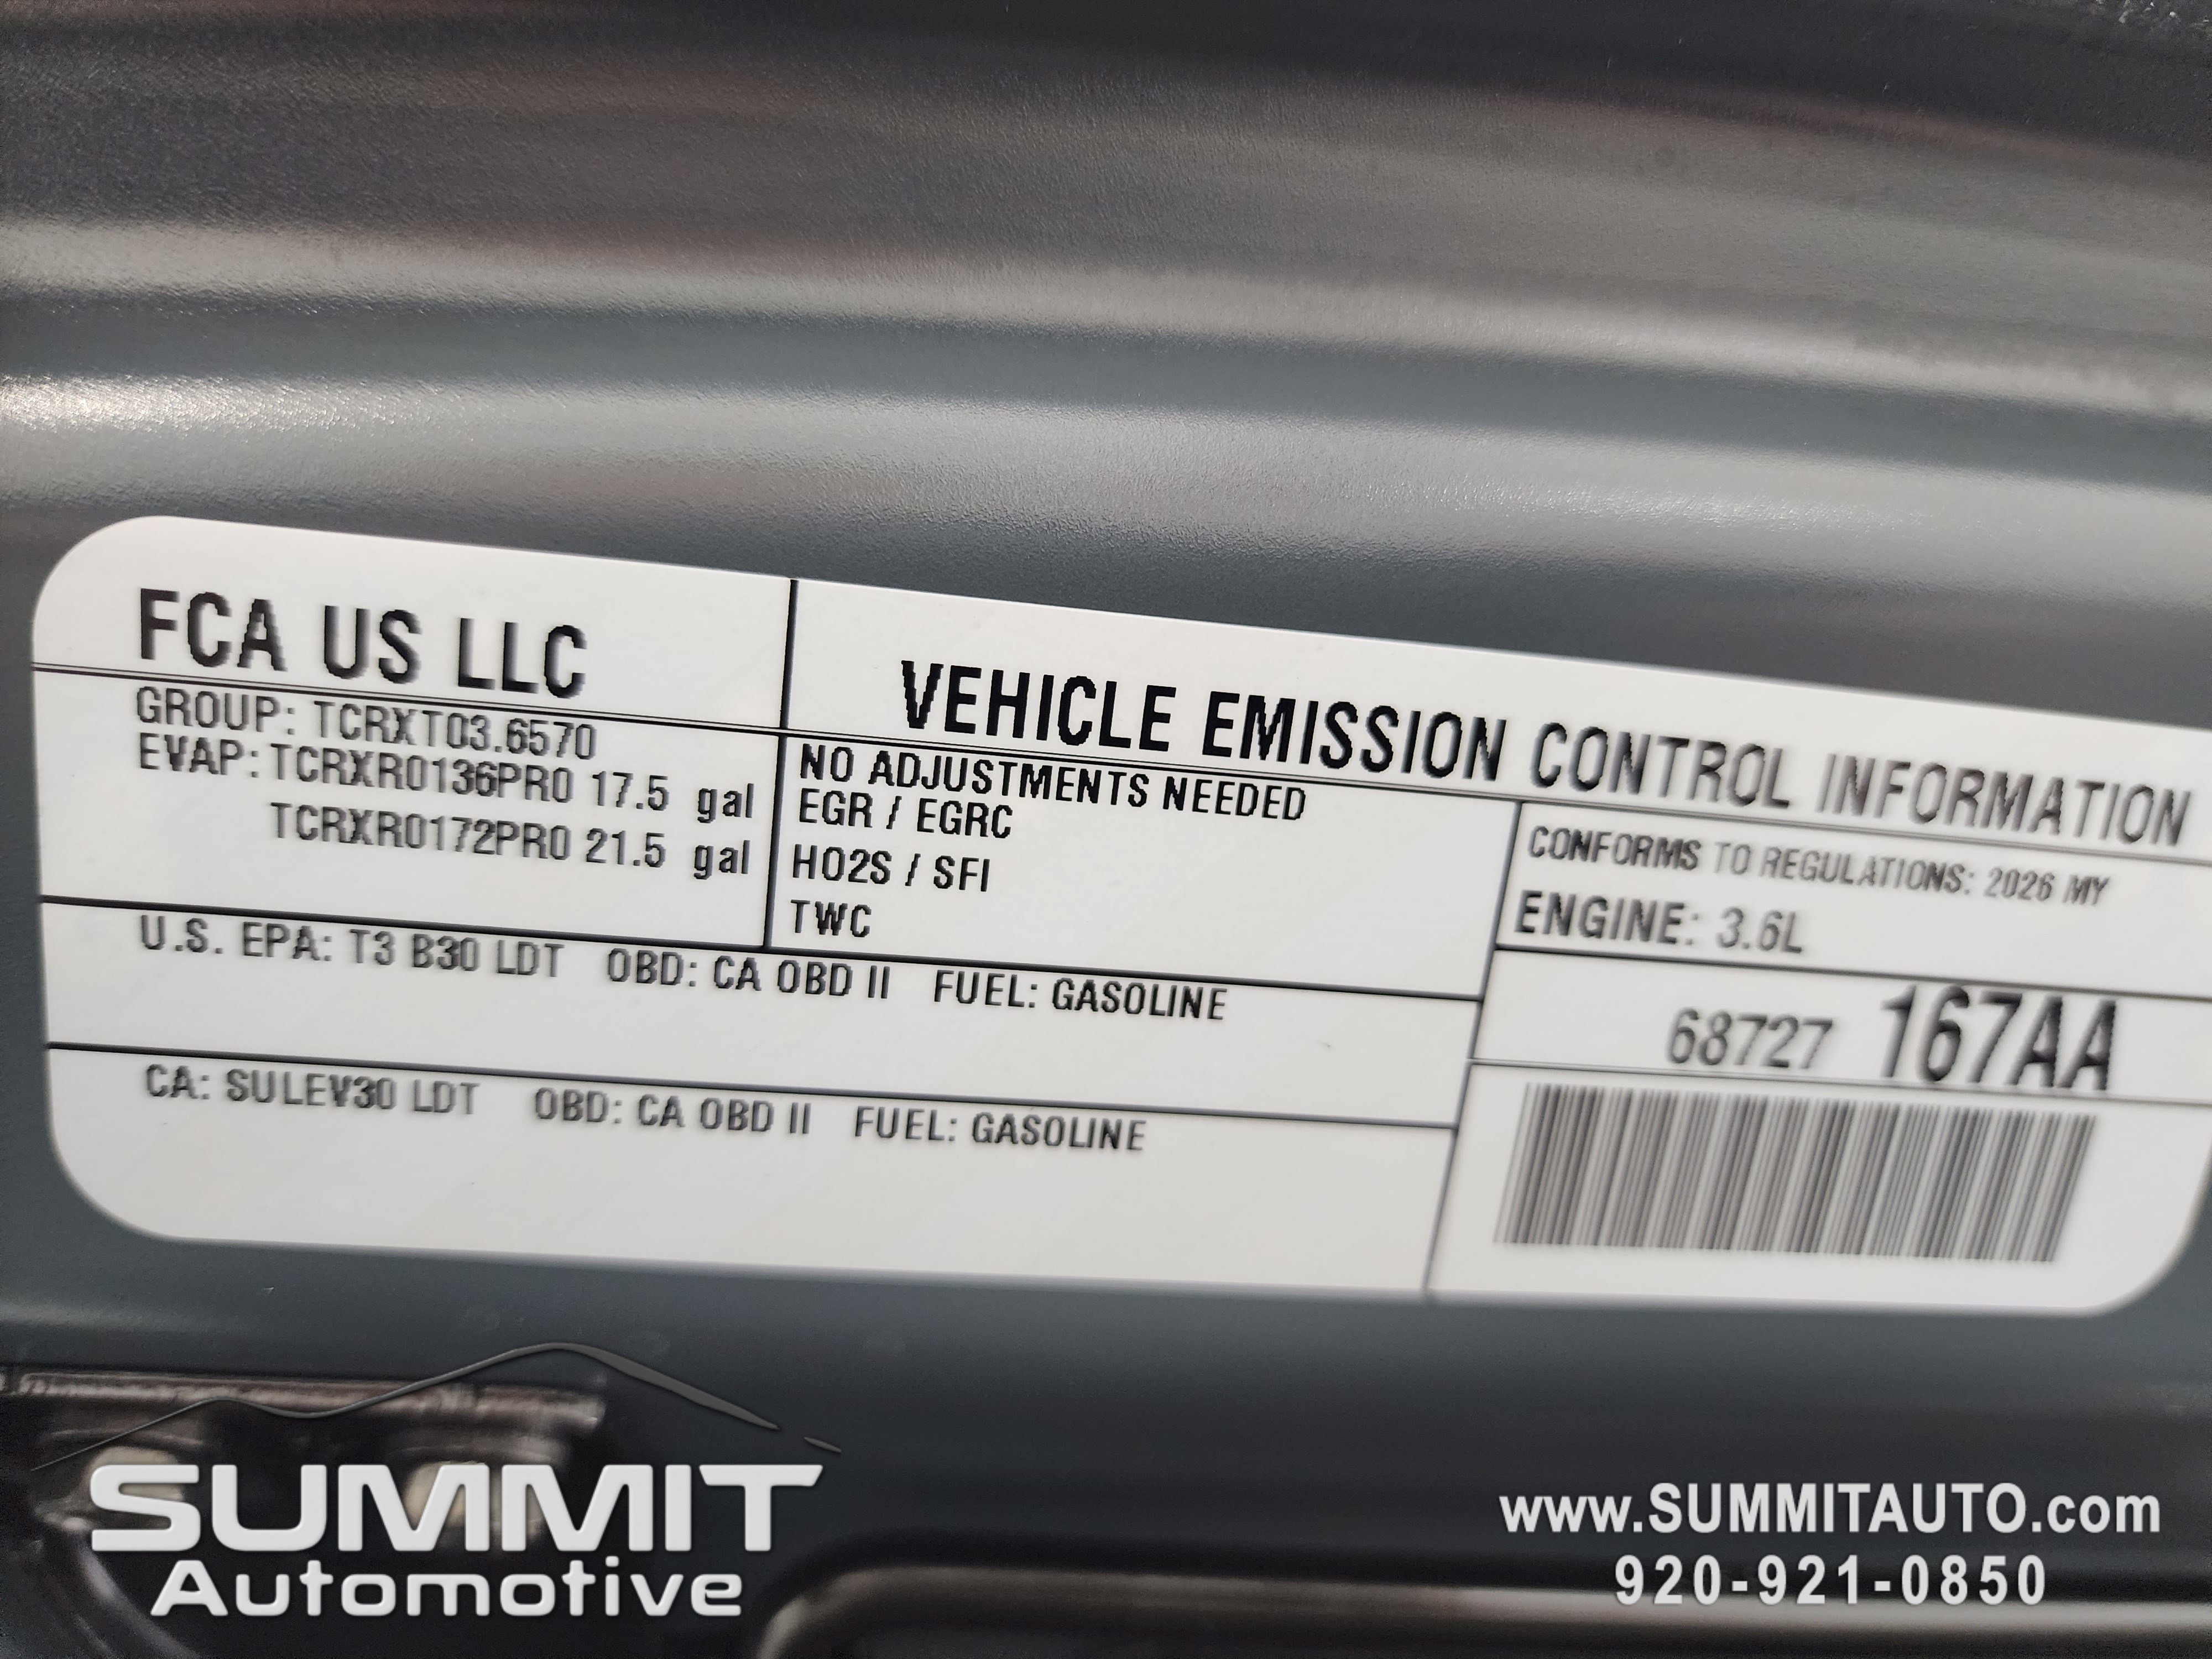 FCA US LLC
VEHICLE EMISSION CONTROL INFORMATION
GROUP: TCRXT03.6570
EVAP: TCRXR0136PR0 17.5 gal
TCRXR0172PR0 21.5 gal
NO ADJUSTMENTS NEEDED
EGR / EGRC
HO2S / SFI
TWC
CONFORMS TO REGULATIONS: 2026 MY
ENGINE: 3.6L
U.S. EPA: T3 B30 LDT OBD: CA OBD II FUEL: GASOLINE
68727 167AA
CA: SULEV30 LDT OBD: CA OBD II FUEL: GASOLINE
SUMMIT
Automotive
www.SUMMITAUTO.com
920-921-0850